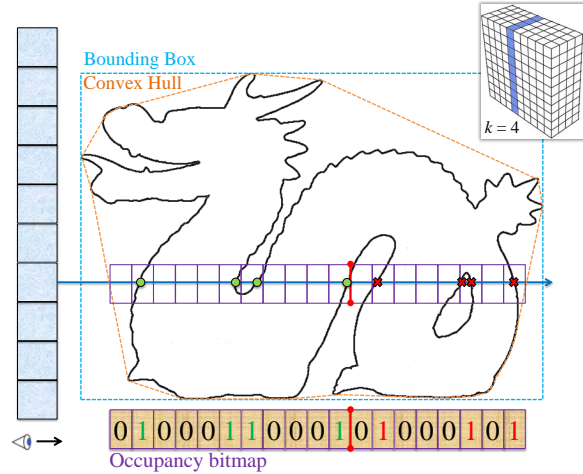 Bounding Box
Convex Hull
k = 4
0 1 0 0 0 1 1 0 0 0 1 0 1 0 0 0 1 0 1
Occupancy bitmap